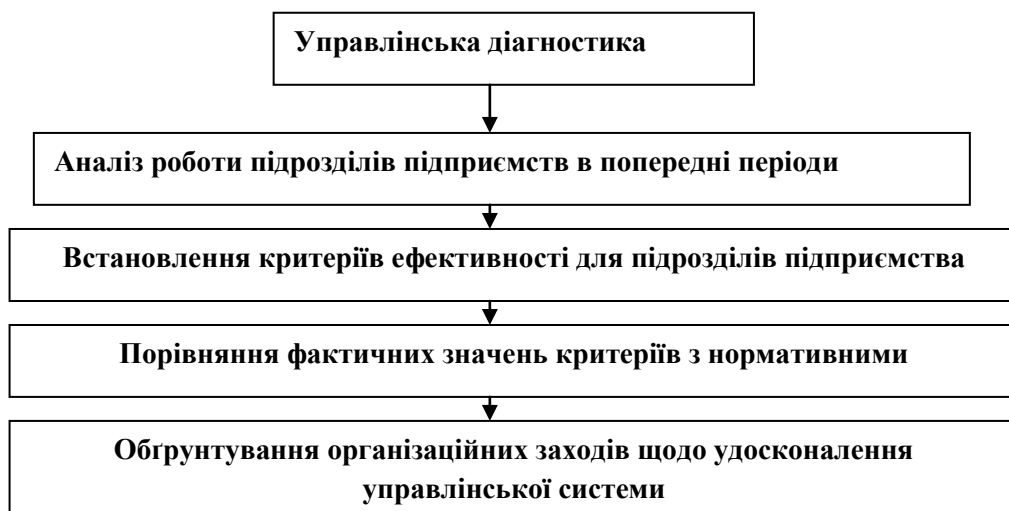 Управлінська діагностика
Аналіз роботи підрозділів підприємств в попередні періоди
Встановлення критеріїв ефективності для підрозділів підприємства
Порівняння фактичних значень критеріїв з нормативними
Обґрунтування організаційних заходів щодо удосконалення
управлінської системи